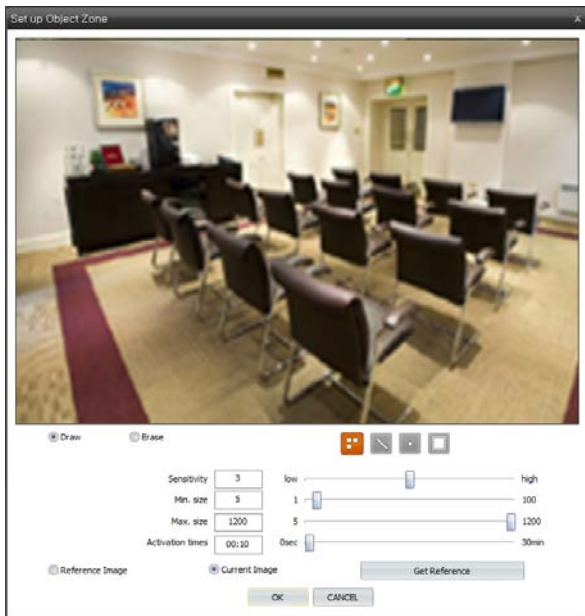 Set up Object Zone
Draw Erase
Sensitivity 3 low high
Min. size 5 1 100
Max. size 1200 5 1200
Activation times 00:10 0sec 30min
Reference Image Current Image Get Reference
OK CANCEL